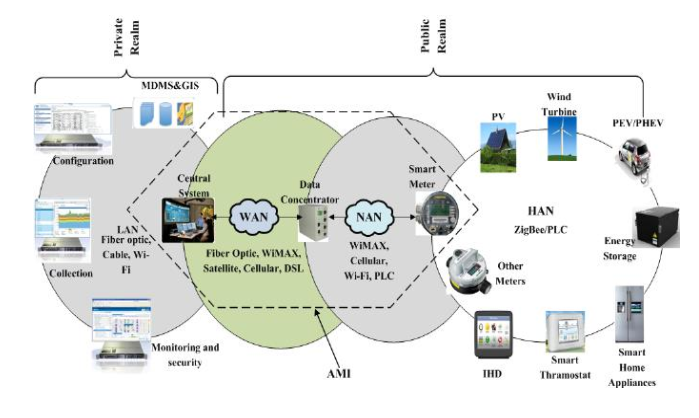 Private
Realm
Public
Realm
MDMS&GIS
Configuration
Collection
Monitoring and
security
LAN
Fiber optic,
Cable, Wi-
Fi
Central
System
WAN
Fiber Optic, WiMAX,
Satellite, Cellular, DSL
Data
Concentrator
NAN
WiMAX,
Cellular,
Wi-Fi, PLC
Smart
Meter
AMI
PV
Wind
Turbine
PEV/PHEV
HAN
ZigBee/PLC
Energy
Storage
Other
Meters
IHD
Smart
Thramostat
Smart
Home
Appliances